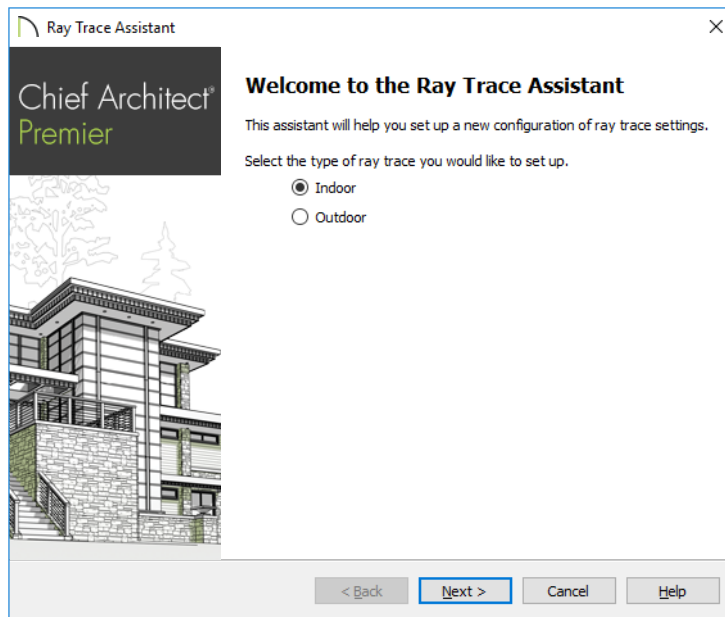 Ray Trace Assistant
Chief Architect®
Premier
Welcome to the Ray Trace Assistant
This assistant will help you set up a new configuration of ray trace settings.
Select the type of ray trace you would like to set up.
Indoor
Outdoor
< Back
Next >
Cancel
Help